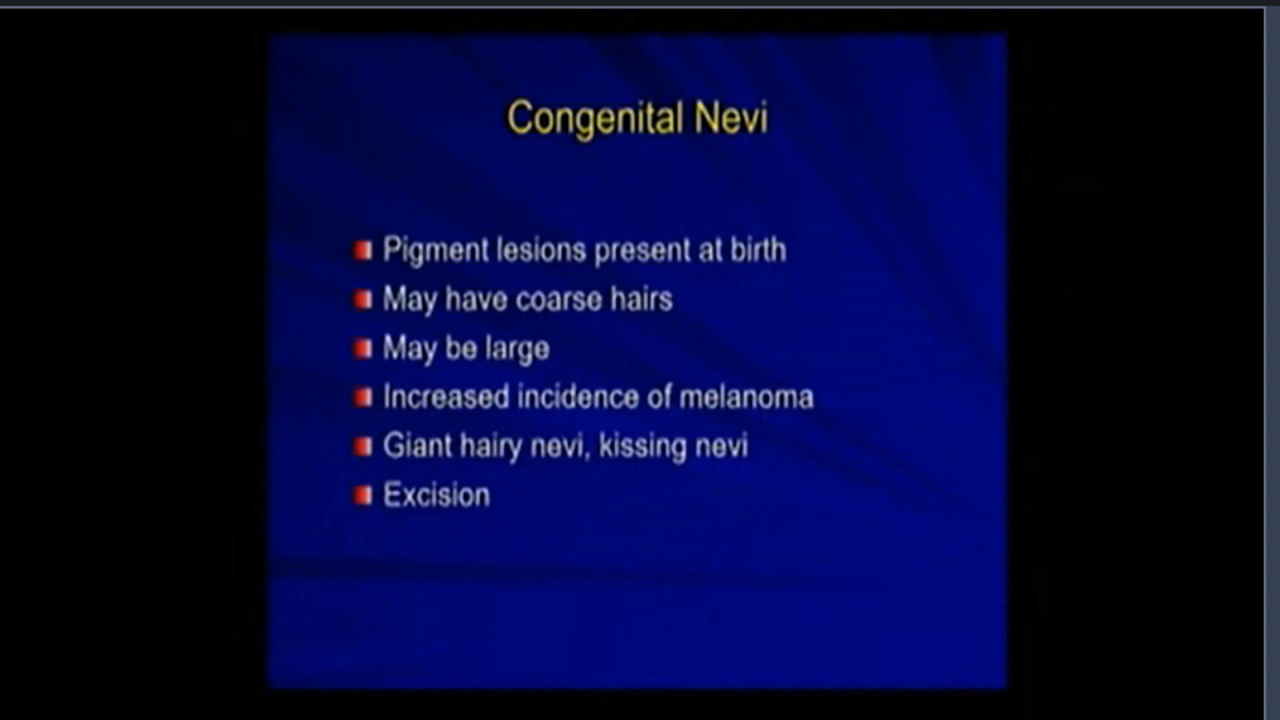 Congenital Nevi
Pigment lesions present at birth
May have coarse hairs
May be large
Increased incidence of melanoma
Giant hairy nevi, kissing nevi
Excision